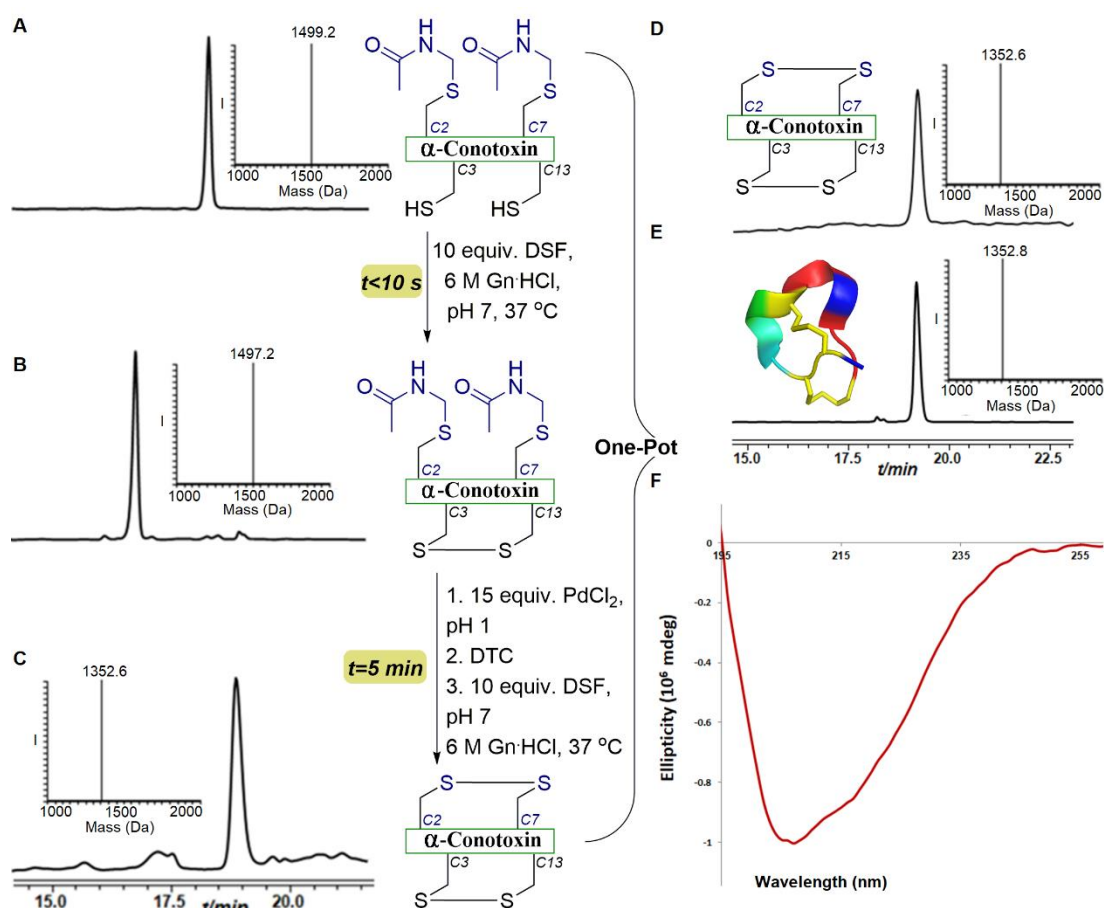 A
1499.2
I
1000 1500 2000
Mass (Da)
O
H
N
H
N
O
S
S
C2
C7
α-Conotoxin
C3
C13
HS
HS
t<10 s
10 equiv. DSF,
6 M Gn·HCl,
pH 7, 37 °C
B
1497.2
I
1000 1500 2000
Mass (Da)
O
H
N
H
N
O
S
S
C2
C7
α-Conotoxin
C3
C13
S
S
t=5 min
1. 15 equiv. PdCl2,
pH 1
2. DTC
3. 10 equiv. DSF,
pH 7
6 M Gn·HCl, 37 °C
C
1352.6
I
1000 1500 2000
Mass (Da)
15.0 17.5 20.0
t/min
S
S
C2
C7
α-Conotoxin
C3
C13
S
S
One-Pot
D
S
S
C2
C7
α-Conotoxin
C3
C13
S
S
1352.6
I
1000 1500 2000
Mass (Da)
E
1352.8
I
1000 1500 2000
Mass (Da)
15.0 17.5 20.0 22.5
t/min
F
0
195 215 235 255
-0.2
-0.4
-0.6
-0.8
-1
Ellipticity (10⁶ mdeg)
Wavelength (nm)